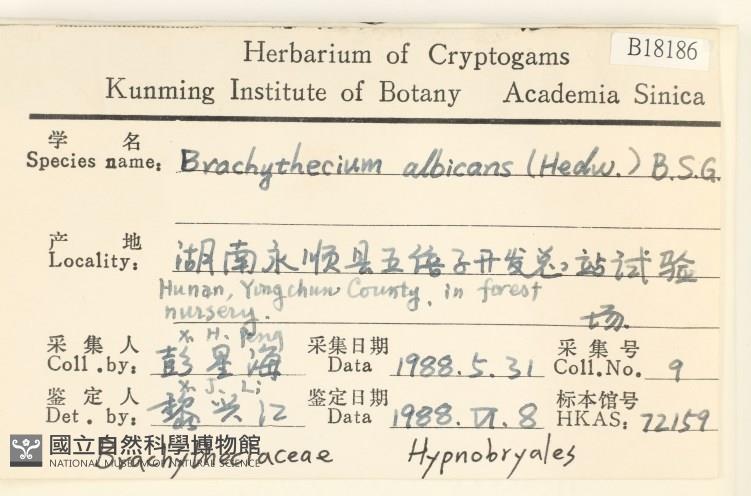 B18186
Herbarium of Cryptogams
Kunming Institute of Botany Academia Sinica
学 名
Species name: Brachythecium albicans (Hedw.) B.S.G.
产 地
Locality: 湖南永顺县五倍子开发总站试验
Hunan, Yungchun County, in forest
nursery.
场.
X. H. Peng
采集人 彭星海 采集日期 采集号
Coll.by: Data 1988.5.31 Coll.No. 9
X. J. Li
鉴定人 黎兴江 鉴定日期 标本馆号
Det. by: Data 1988.VI.8 HKAS: 72159
國立自然科學博物館
NATIONAL MUSEUM OF NATURAL SCIENCE
Brachytheciaceae Hypnobryales